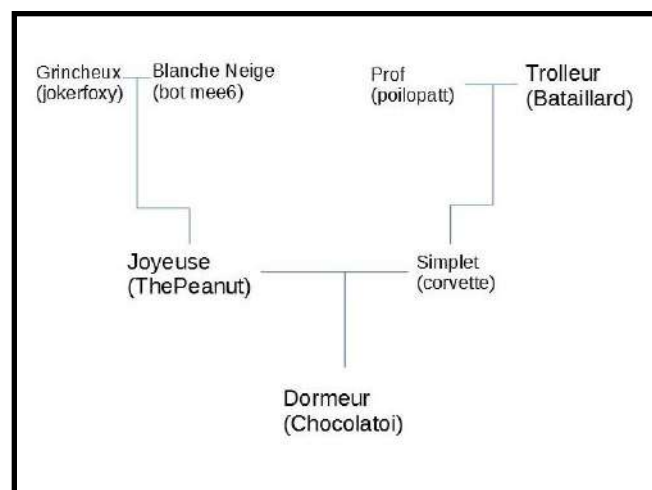 Grincheux
(jokerfoxy)
Blanche Neige
(bot mee6)
Prof
(poilopatt)
Trolleur
(Bataillard)
Joyeuse
(ThePeanut)
Simplet
(corvette)
Dormeur
(Chocolatoi)